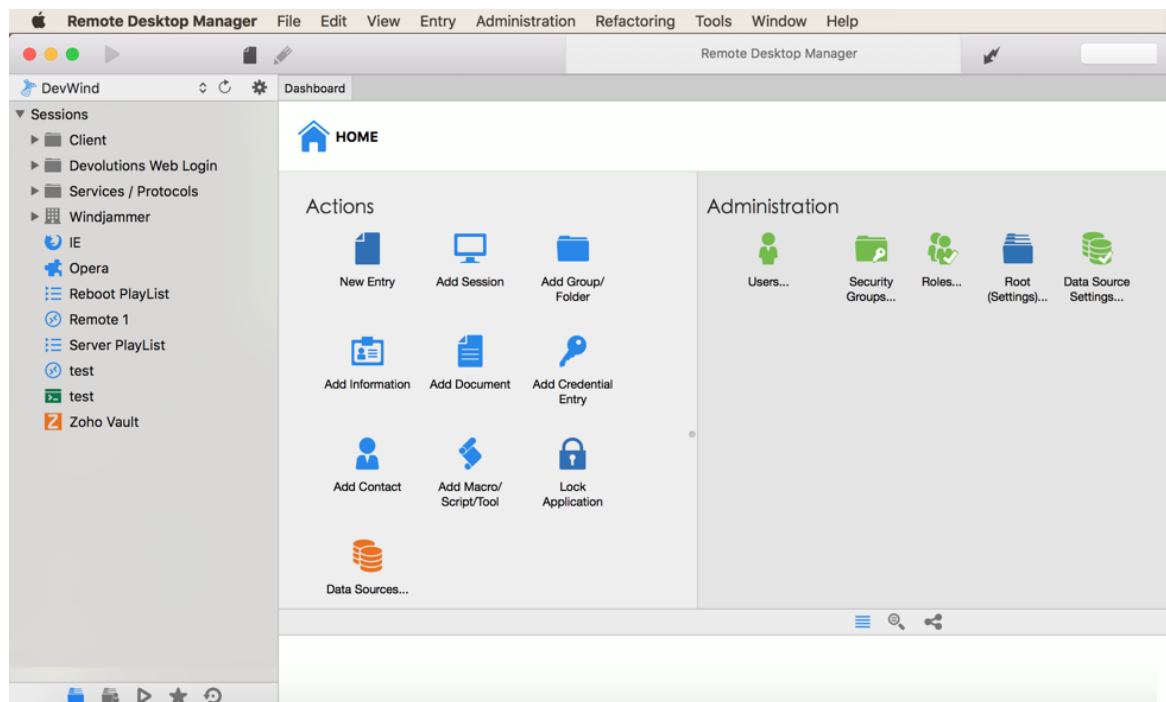 Remote Desktop Manager File Edit View Entry Administration Refactoring Tools Window Help
Remote Desktop Manager
DevWind
Dashboard
Sessions
Client
Devolutions Web Login
Services / Protocols
Windjammer
IE
Opera
Reboot PlayList
Remote 1
Server PlayList
test
test
Zoho Vault
HOME
Actions
New Entry
Add Session
Add Group/
Folder
Add Information
Add Document
Add Credential
Entry
Add Contact
Add Macro/
Script/Tool
Lock
Application
Data Sources...
Administration
Users...
Security
Groups...
Roles...
Root
(Settings)...
Data Source
Settings...